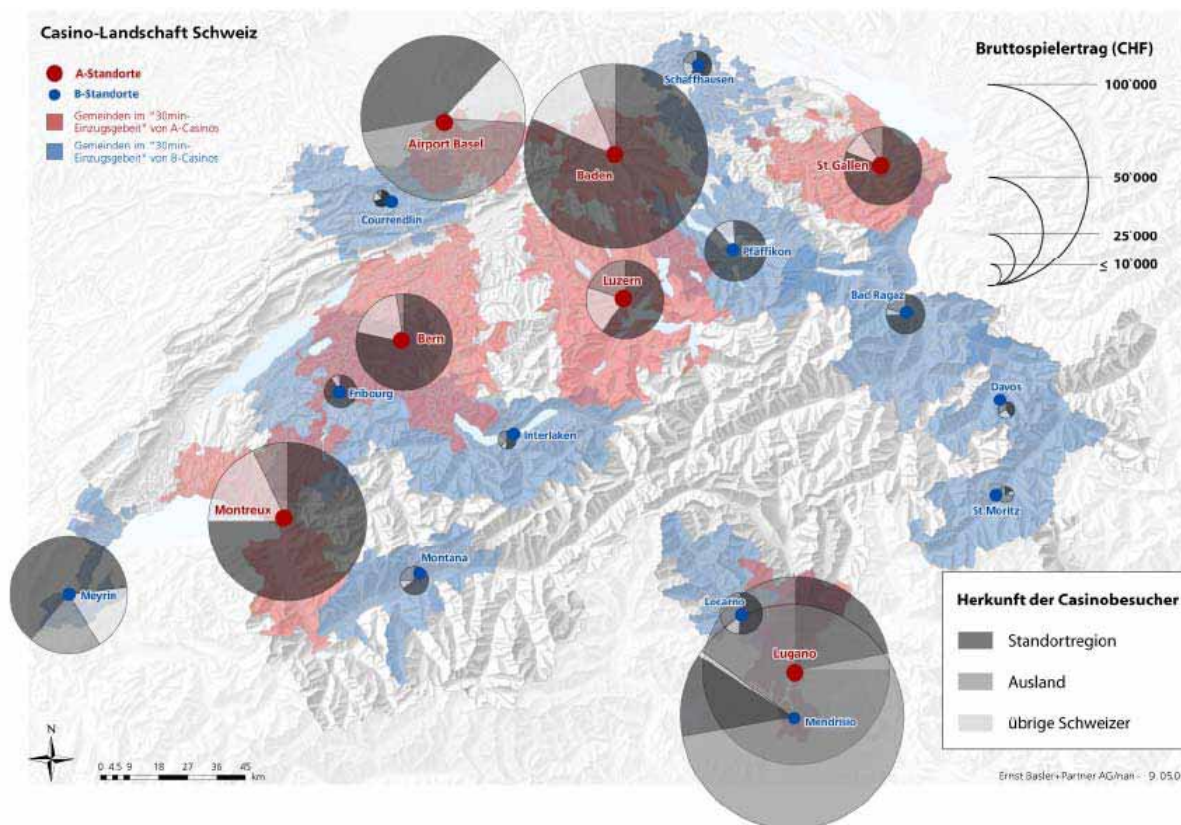 Casino-Landschaft Schweiz
A-Standorte
B-Standorte
Gemeinden im "30min-
Einzugsgebeit" von A-Casinos
Gemeinden im "30min-
Einzugsgebeit" von B-Casinos
Bruttospielertrag (CHF)
100`000
50`000
25`000
≤ 10`000
Schaffhausen
Airport Basel
Baden
St.Gallen
Courrendlin
Pfäffikon
Luzern
Bad Ragaz
Bern
Fribourg
Davos
Interlaken
Montreux
St.Moritz
Montana
Meyrin
Locarno
Lugano
Mendrisio
Herkunft der Casinobesucher
Standortregion
Ausland
übrige Schweizer
N
0 4.5 9 18 27 36 45
km
Ernst Basler+Partner AG/nan - 9.05.0